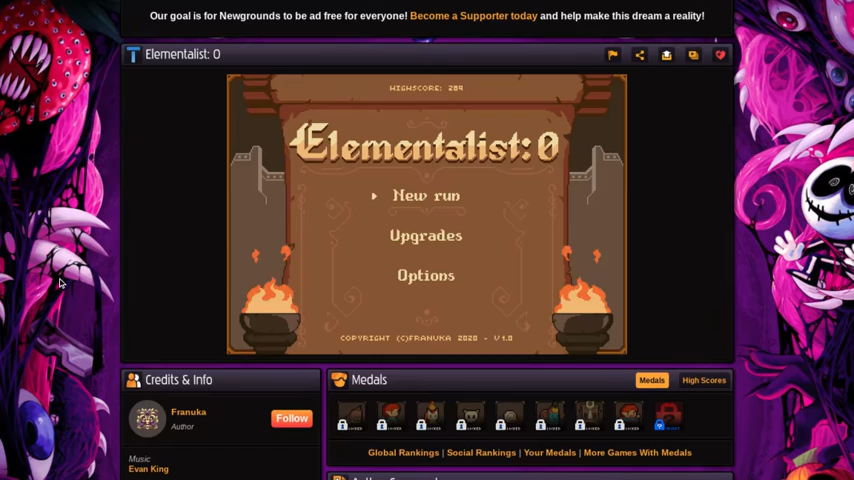 Our goal is for Newgrounds to be ad free for everyone! Become a Supporter today and help make this dream a reality!
Elementalist: 0
HIGHSCORE: 289
Elementalist: 0
New run
Upgrades
Options
COPYRIGHT (C)FRANUKA 2020 - V1.0
Credits & Info
Franuka
Author
Follow
Music
Evan King
Medals
Medals
High Scores
Global Rankings | Social Rankings | Your Medals | More Games With Medals